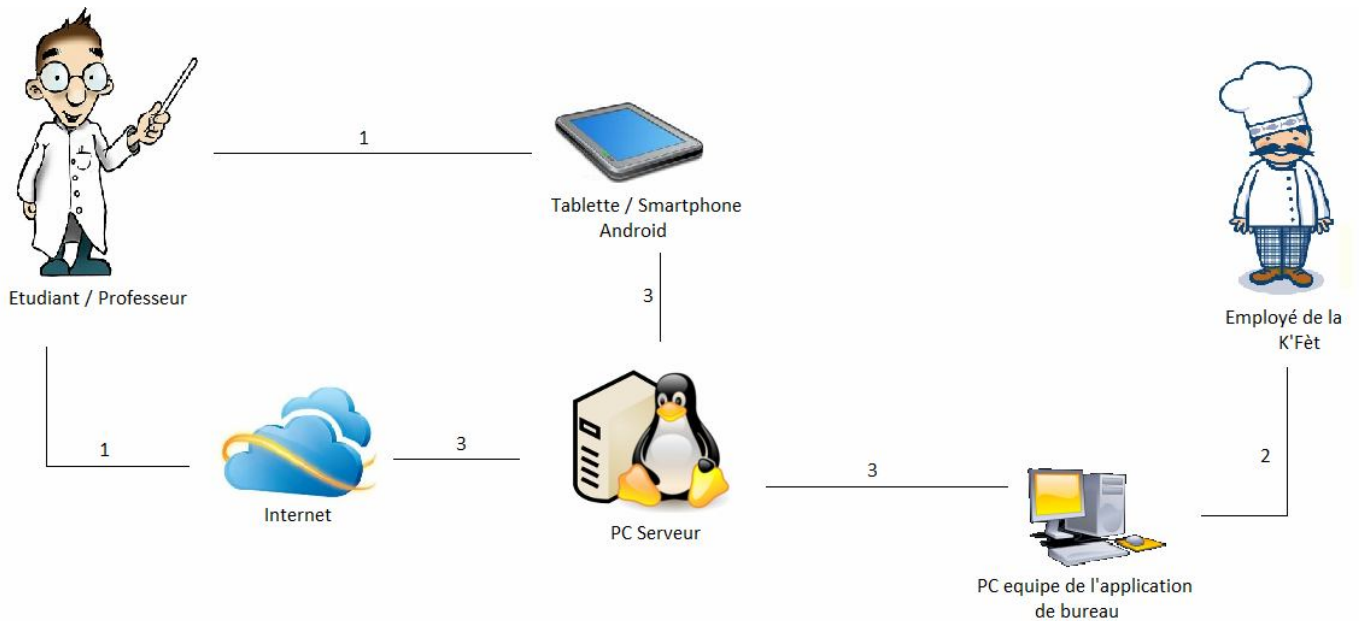 1
Tablette / Smartphone
Android
Etudiant / Professeur
3
Employé de la
K'Fèt
1
3
3
2
Internet
PC Serveur
PC equipe de l'application
de bureau